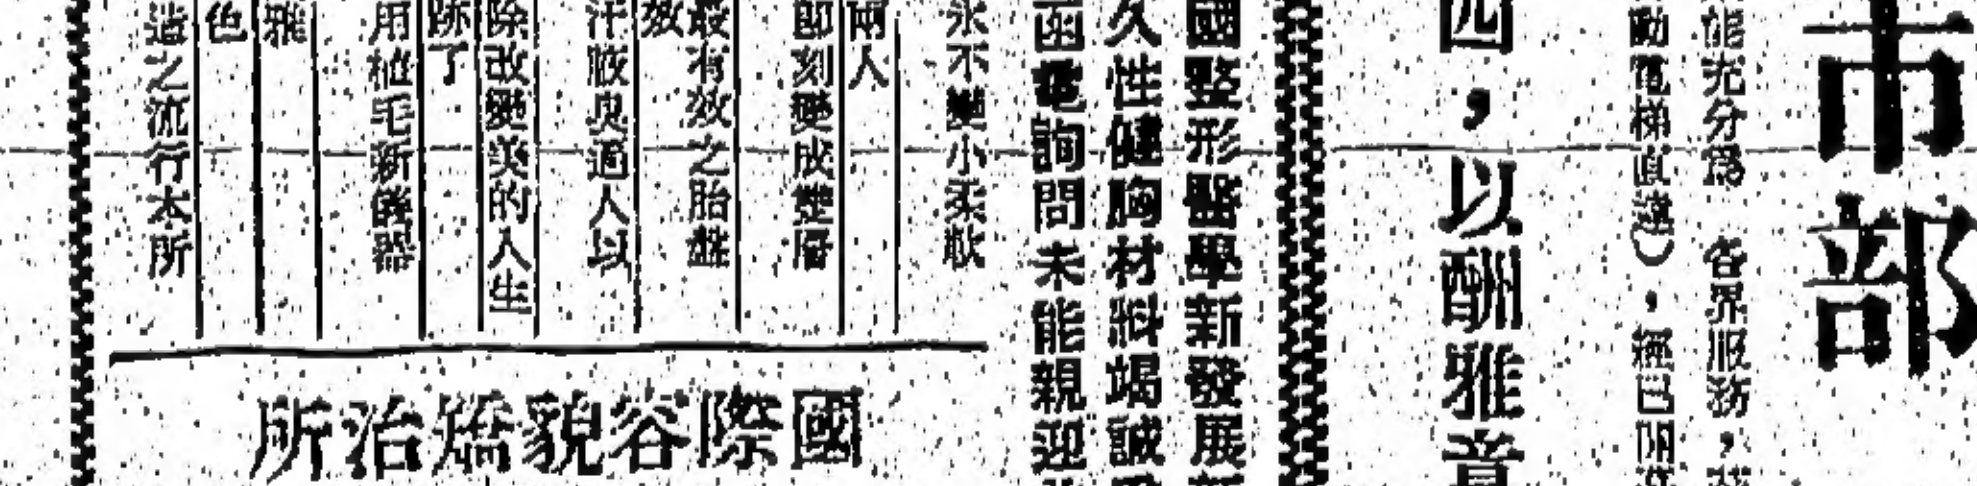 市部
能充分為 各界服務，
動電梯直達）．經已開
四，以酬雅意
國整形醫學新發展
久性健胸材料竭誠
函電詢問未能親迎
永不變小柔軟
兩人
即刻變成雙層
最有效之胎盤
效
汗腋臭過人以
除改變美的人生
跡了
用植毛新儀器
雅
色
造之流行本所
國際容貌矯治所